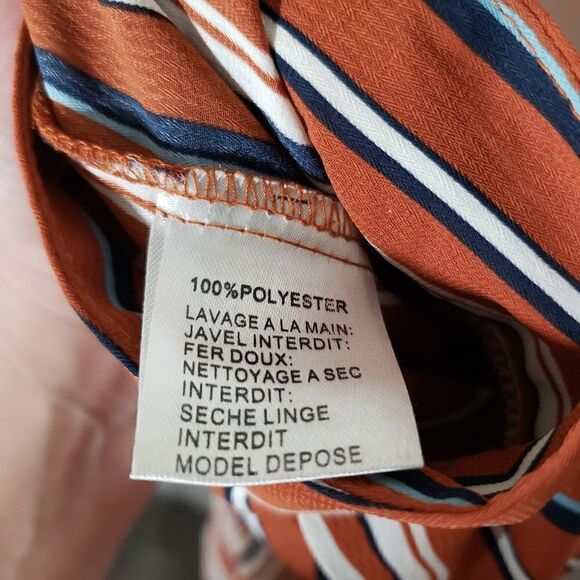 100%POLYESTER
LAVAGE A LA MAIN:
JAVEL INTERDIT:
FER DOUX:
NETTOYAGE A SEC
INTERDIT:
SECHE LINGE
INTERDIT
MODEL DEPOSE